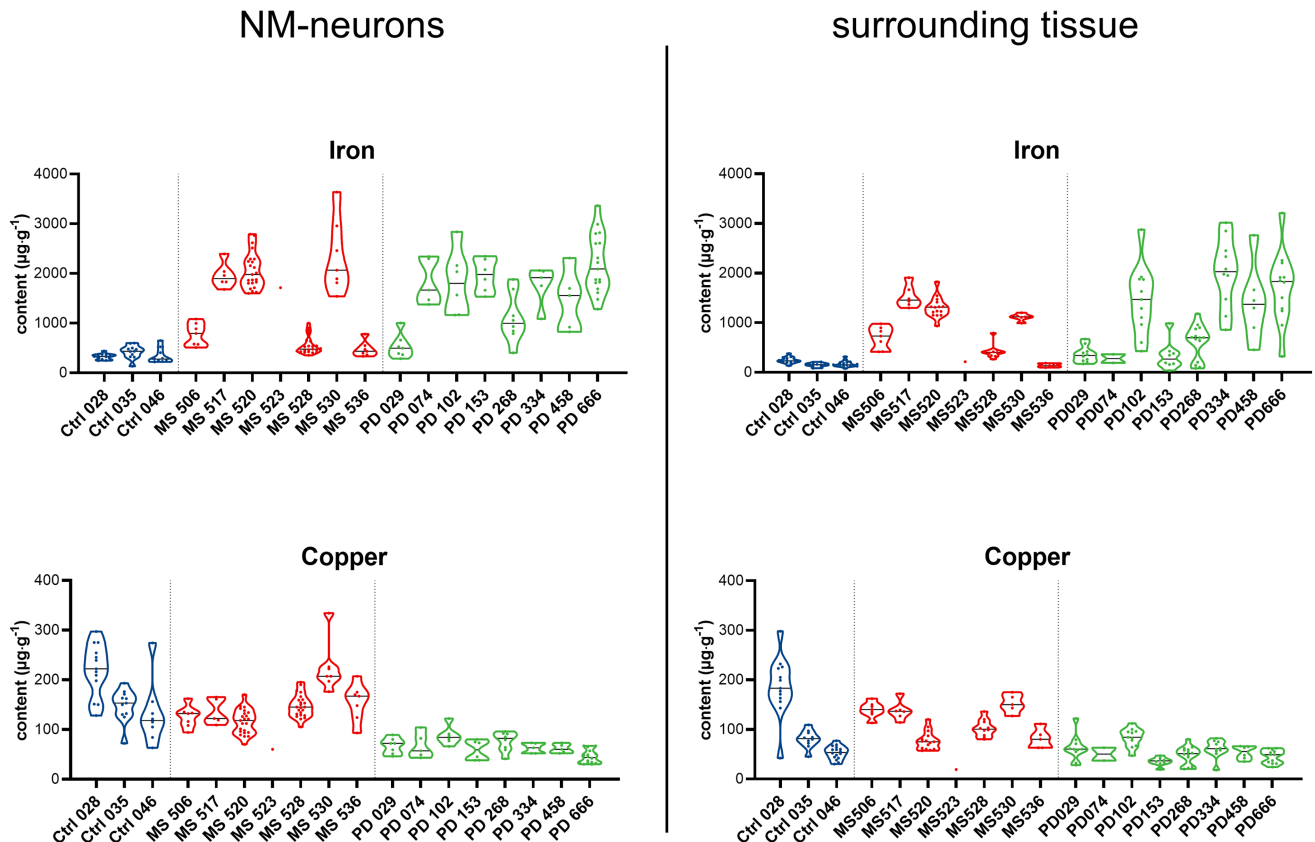 NM-neurons
surrounding tissue
Iron
content (µg·g⁻¹)
4000
3000
2000
1000
0
Ctrl 028
Ctrl 035
Ctrl 046
MS 506
MS 517
MS 520
MS 523
MS 528
MS 530
MS 536
PD 029
PD 074
PD 102
PD 153
PD 268
PD 334
PD 458
PD 666
Iron
content (µg·g⁻¹)
4000
3000
2000
1000
0
Ctrl 028
Ctrl 035
Ctrl 046
MS506
MS517
MS520
MS523
MS528
MS530
MS536
PD029
PD074
PD102
PD153
PD268
PD334
PD458
PD666
Copper
content (µg·g⁻¹)
400
300
200
100
0
Ctrl 028
Ctrl 035
Ctrl 046
MS 506
MS 517
MS 520
MS 523
MS 528
MS 530
MS 536
PD 029
PD 074
PD 102
PD 153
PD 268
PD 334
PD 458
PD 666
Copper
content (µg·g⁻¹)
400
300
200
100
0
Ctrl 028
Ctrl 035
Ctrl 046
MS506
MS517
MS520
MS523
MS528
MS530
MS536
PD029
PD074
PD102
PD153
PD268
PD334
PD458
PD666